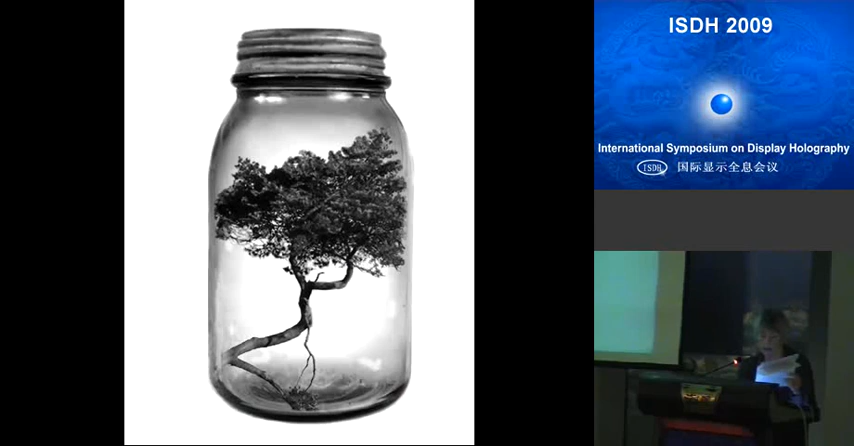 ISDH 2009
International Symposium on Display Holography
ISDH 国际显示全息会议